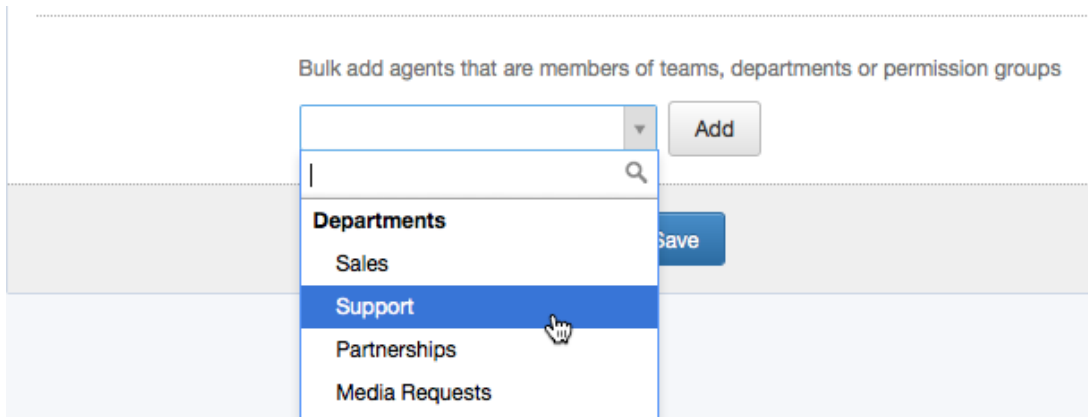 Bulk add agents that are members of teams, departments or permission groups
Add
Departments
Save
Sales
Support
Partnerships
Media Requests